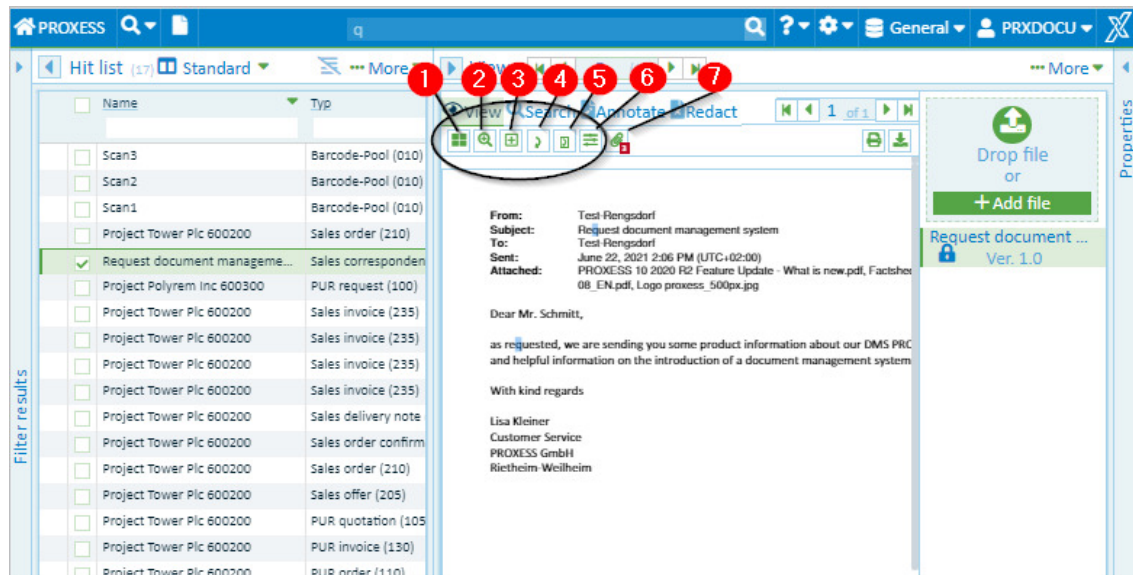 PROXESS
q
?
General
PRXDOCU
Hit list (17)
Standard
More
View
More
1
2
3
4
5
6
7
Name
Typ
View
Search
Annotate
Redact
1 of 1
Scan3 Barcode-Pool (010)
Scan2 Barcode-Pool (010)
Scan1 Barcode-Pool (010)
Project Tower Plc 600200 Sales order (210)
Request document manageme... Sales corresponden
Project Polyrem Inc 600300 PUR request (100)
Project Tower Plc 600200 Sales invoice (235)
Project Tower Plc 600200 Sales invoice (235)
Project Tower Plc 600200 Sales invoice (235)
Project Tower Plc 600200 Sales invoice (235)
Project Tower Plc 600200 Sales delivery note
Project Tower Plc 600200 Sales order confirm
Project Tower Plc 600200 Sales order (210)
Project Tower Plc 600200 Sales offer (205)
Project Tower Plc 600200 PUR quotation (105
Project Tower Plc 600200 PUR invoice (130)
Project Tower Plc 600200 PUR order (110)
Filter results
From: Test-Rengsdorf
Subject: Request document management system
To: Test-Rengsdorf
Sent: June 22, 2021 2:06 PM (UTC+02:00)
Attached: PROXESS 10 2020 R2 Feature Update - What is new.pdf, Factshee
08_EN.pdf, Logo proxess_500px.jpg
Dear Mr. Schmitt,
as requested, we are sending you some product information about our DMS PRC
and helpful information on the introduction of a document management system
With kind regards
Lisa Kleiner
Customer Service
PROXESS GmbH
Rietheim-Weilheim
Drop file
or
+ Add file
Request document ...
Ver. 1.0
Properties